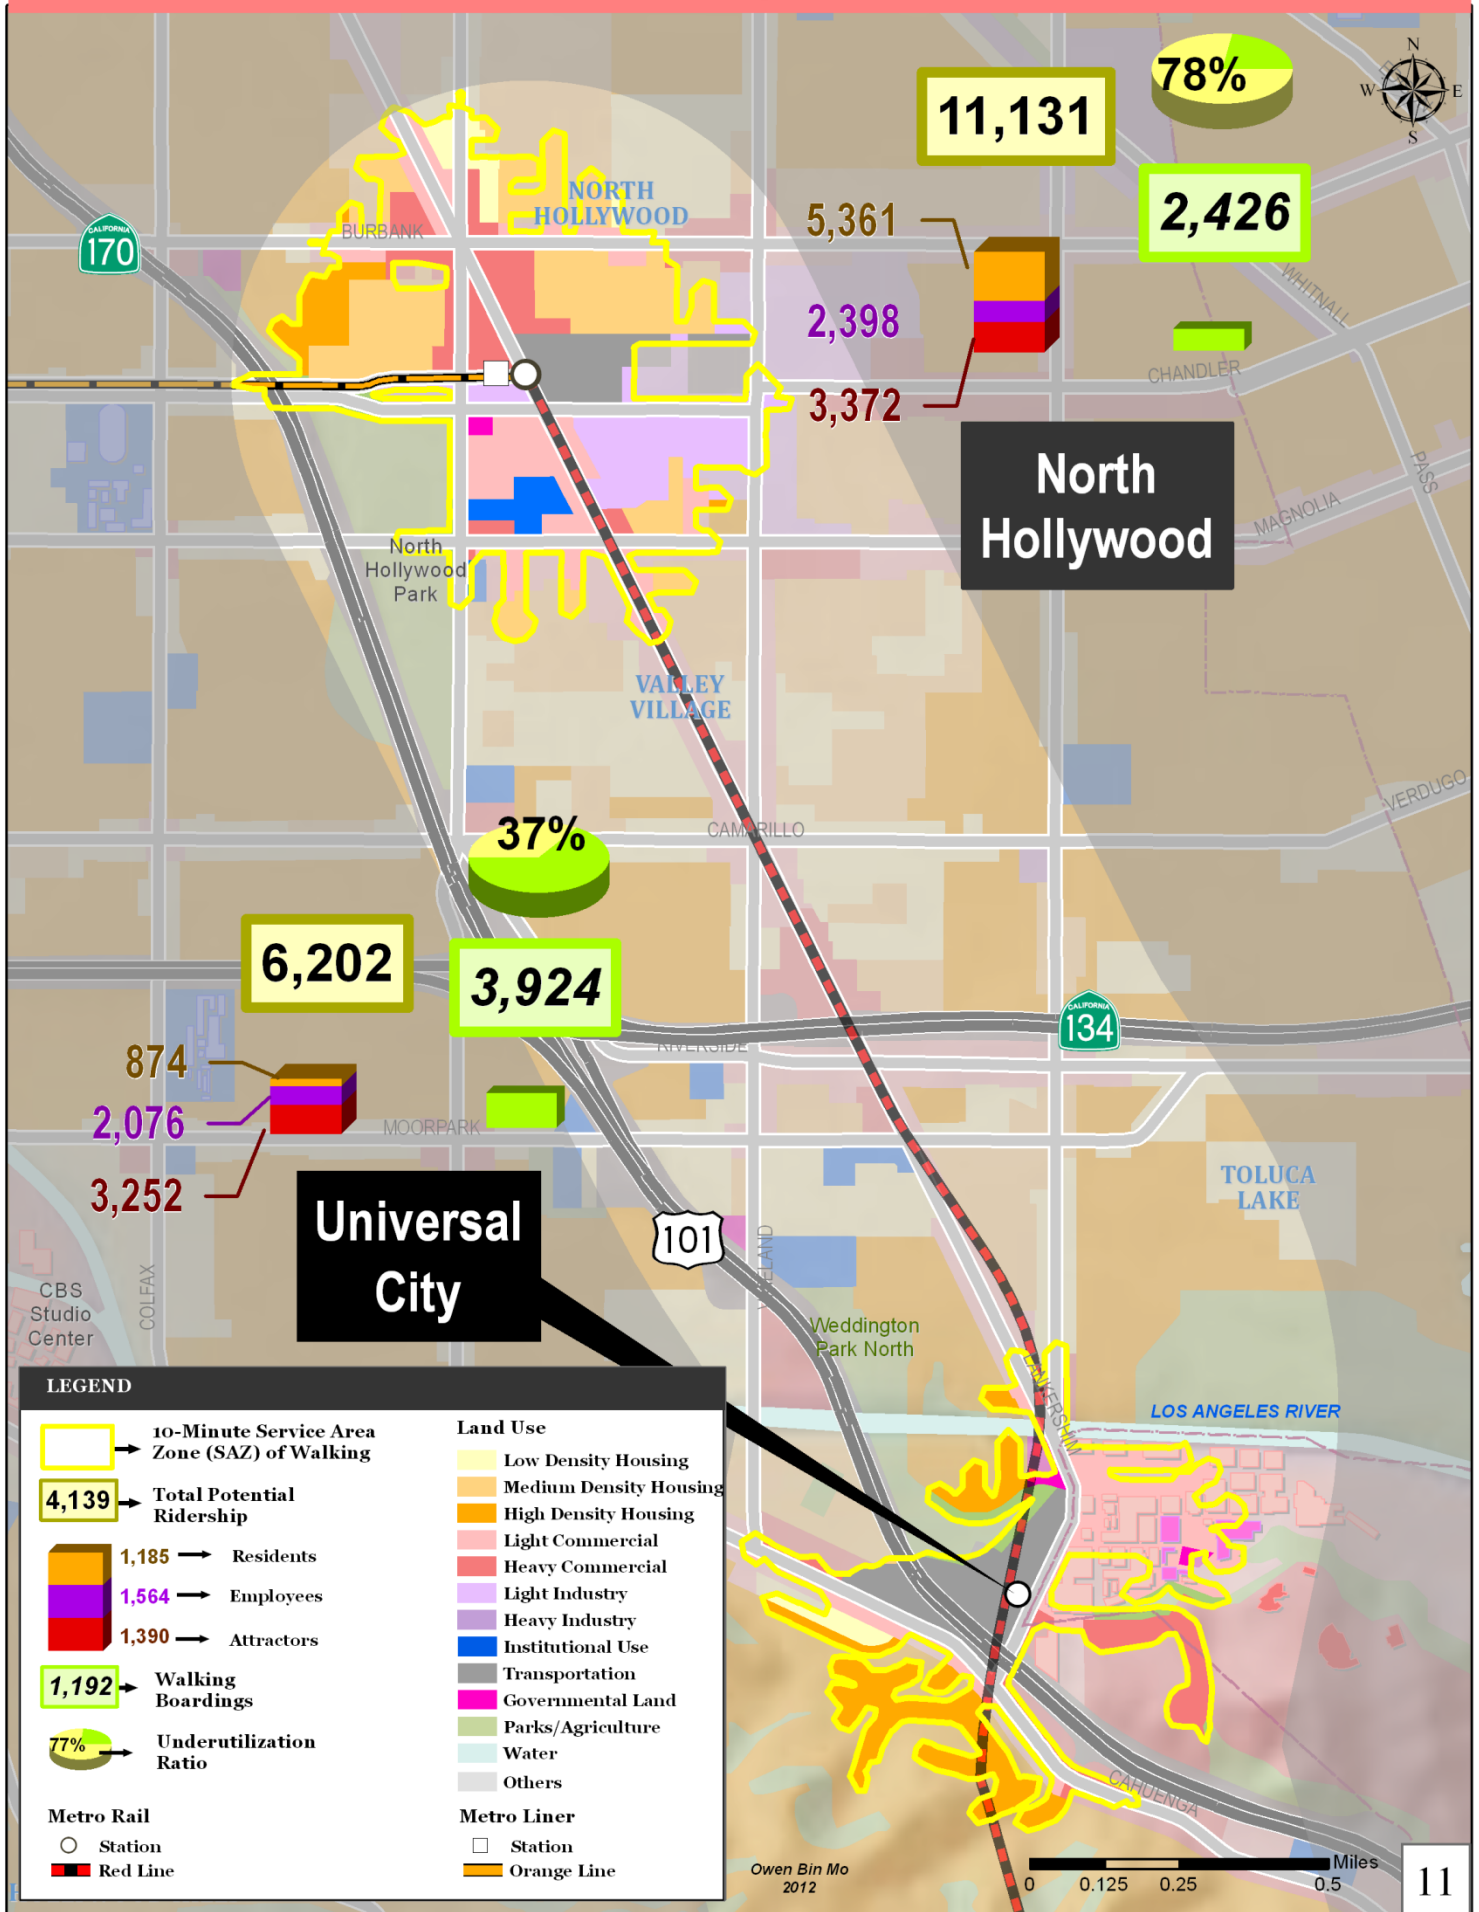 78%
N
W E
S
11,131
NORTH
HOLLYWOOD
5,361
2,426
BURBANK
CALIFORNIA
170
WHITNALL
2,398
CHANDLER
3,372
North
Hollywood
PASS
MAGNOLIA
North
Hollywood
Park
VALLEY
VILLAGE
VERDUGO
CAMARILLO
37%
6,202
3,924
CALIFORNIA
134
RIVERSIDE
874
2,076
MOORPARK
3,252
TOLUCA
LAKE
Universal
City
101
CBS
Studio
Center
COLFAX
Weddington
Park North
LANKERSHIM
LOS ANGELES RIVER
LEGEND
10-Minute Service Area
Zone (SAZ) of Walking
4,139
Total Potential
Ridership
1,185
Residents
1,564
Employees
1,390
Attractors
1,192
Walking
Boardings
77%
Underutilization
Ratio
Metro Rail
Station
Red Line
Land Use
Low Density Housing
Medium Density Housing
High Density Housing
Light Commercial
Heavy Commercial
Light Industry
Heavy Industry
Institutional Use
Transportation
Governmental Land
Parks/Agriculture
Water
Others
Metro Liner
Station
Orange Line
CAHUENGA
Owen Bin Mo
2012
Miles
0 0.125 0.25 0.5
11